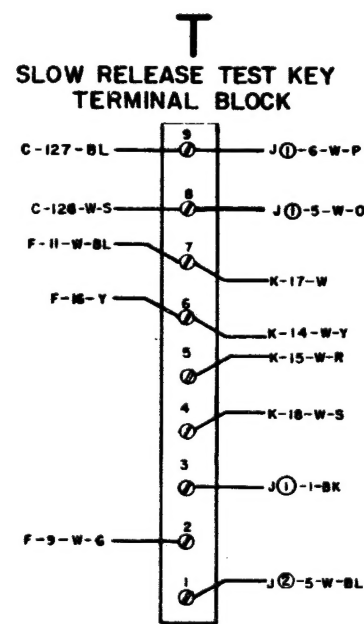 T
SLOW RELEASE TEST KEY
TERMINAL BLOCK
9
C-127-BL
J①-6-W-P
8
C-126-W-S
J①-5-W-O
F-11-W-BL
7
K-17-W
F-16-Y
6
K-14-W-Y
K-15-W-R
5
4
K-18-W-S
3
J①-1-BK
2
F-9-W-G
1
J②-5-W-BL